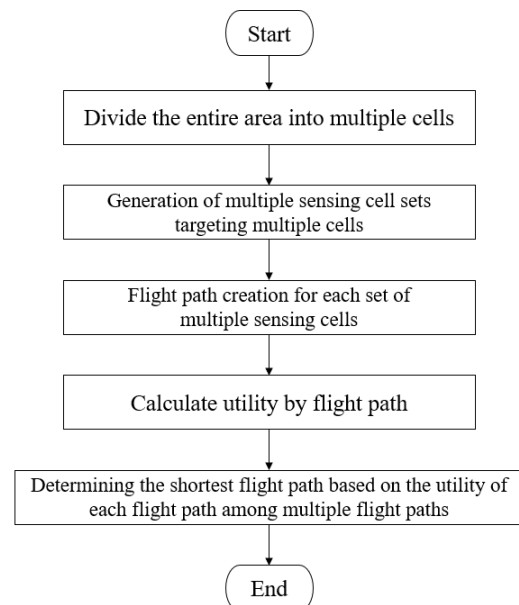 Start
Divide the entire area into multiple cells
Generation of multiple sensing cell sets
targeting multiple cells
Flight path creation for each set of
multiple sensing cells
Calculate utility by flight path
Determining the shortest flight path based on the utility of
each flight path among multiple flight paths
End